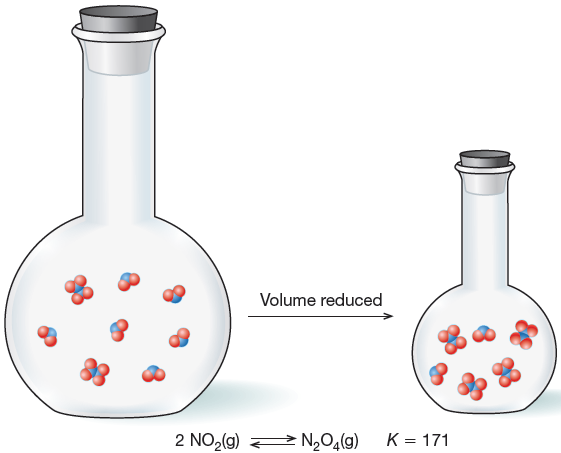 Volume reduced
2 NO₂(g) ⇌ N₂O₄(g) K = 171